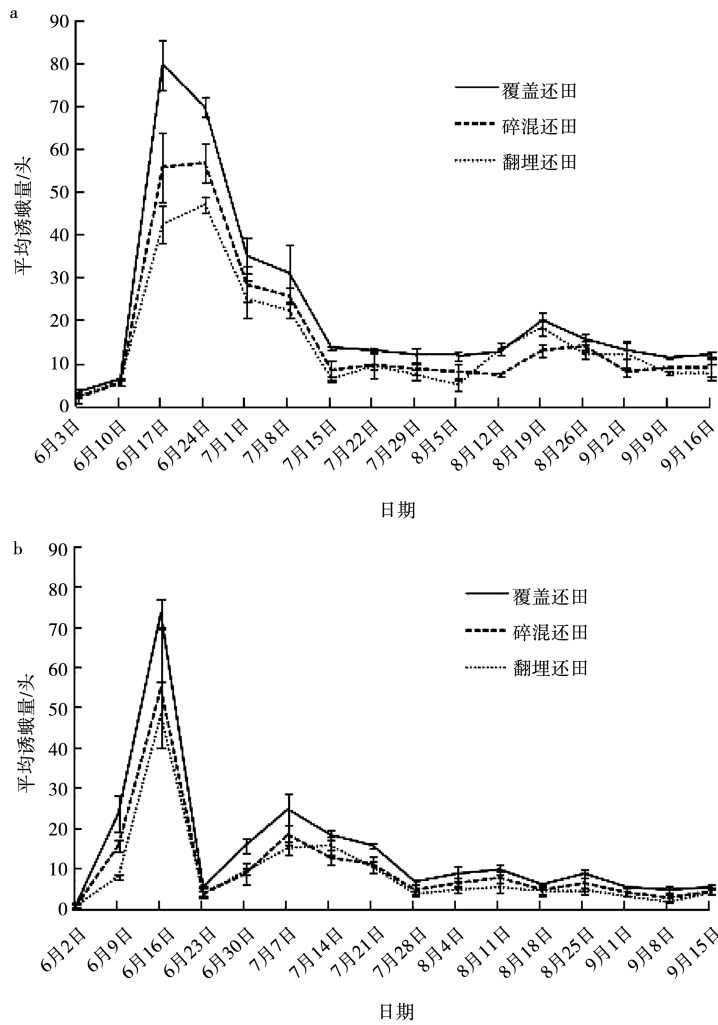 a
90
80
70
60
50
40
30
20
10
0
平均诱蛾量/头
覆盖还田
碎混还田
翻埋还田
6月3日
6月10日
6月17日
6月24日
7月1日
7月8日
7月15日
7月22日
7月29日
8月5日
8月12日
8月19日
8月26日
9月2日
9月9日
9月16日
日期
b
90
80
70
60
50
40
30
20
10
0
平均诱蛾量/头
覆盖还田
碎混还田
翻埋还田
6月2日
6月9日
6月16日
6月23日
6月30日
7月7日
7月14日
7月21日
7月28日
8月4日
8月11日
8月18日
8月25日
9月1日
9月8日
9月15日
日期